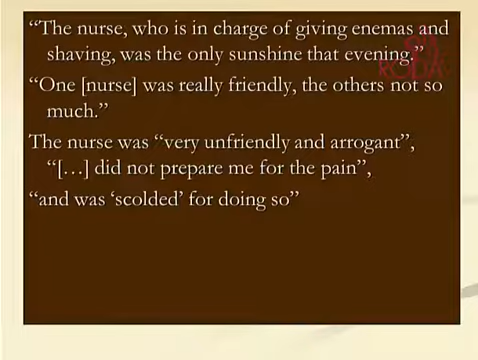 “The nurse, who is in charge of giving enemas and
shaving, was the only sunshine that evening.”
“One [nurse] was really friendly, the others not so
much.”
The nurse was “very unfriendly and arrogant”,
“[…] did not prepare me for the pain”,
“and was ‘scolded’ for doing so”